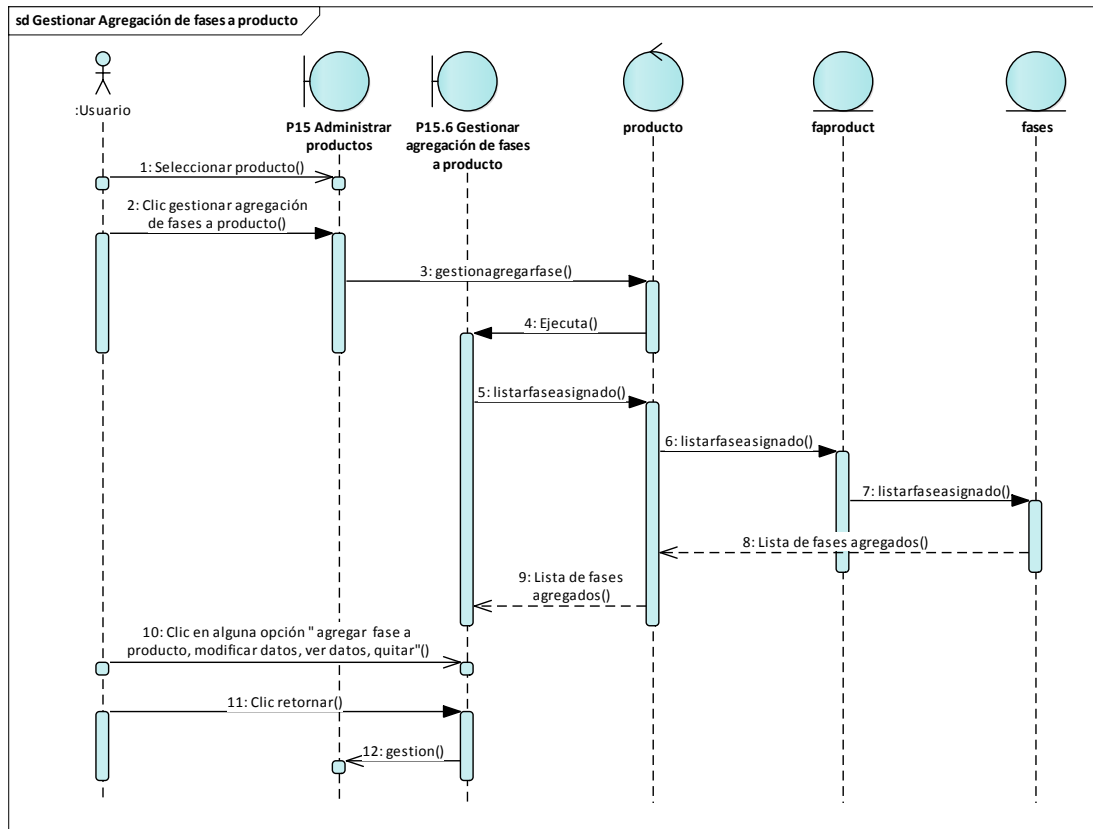 sd Gestionar Agregación de fases a producto
:Usuario
P15 Administrar
productos
P15.6 Gestionar
agregación de fases
a producto
producto
faproduct
fases
1: Seleccionar producto()
2: Clic gestionar agregación
de fases a producto()
3: gestionagregarfase()
4: Ejecuta()
5: listarfaseasignado()
6: listarfaseasignado()
7: listarfaseasignado()
8: Lista de fases agregados()
9: Lista de fases
agregados()
10: Clic en alguna opción " agregar fase a
producto, modificar datos, ver datos, quitar"()
11: Clic retornar()
12: gestion()